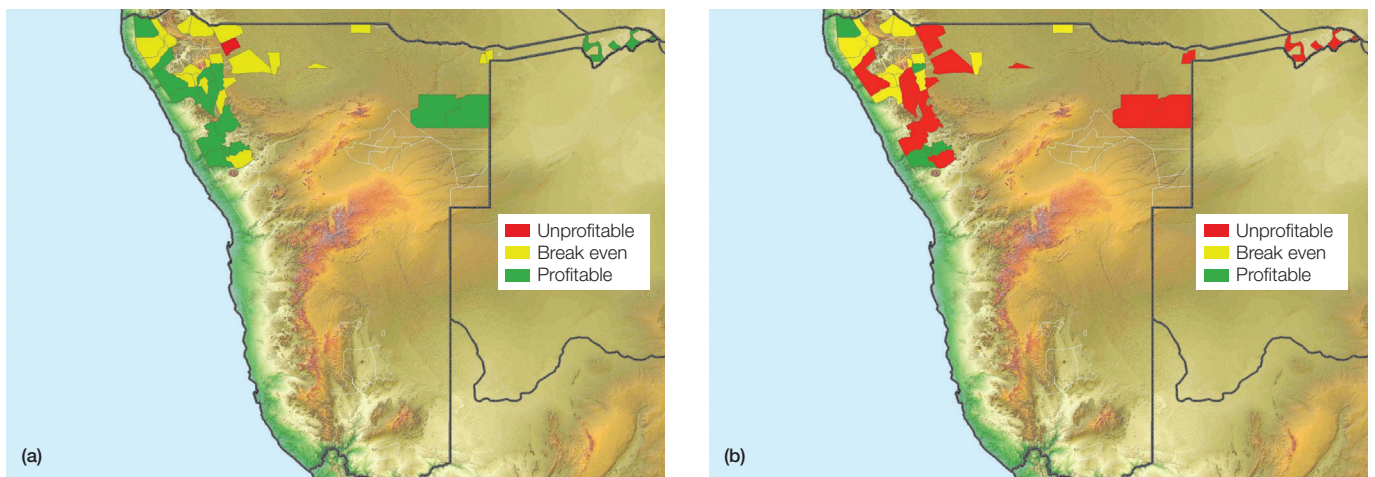 Unprofitable
Break even
Profitable
(a)
Unprofitable
Break even
Profitable
(b)